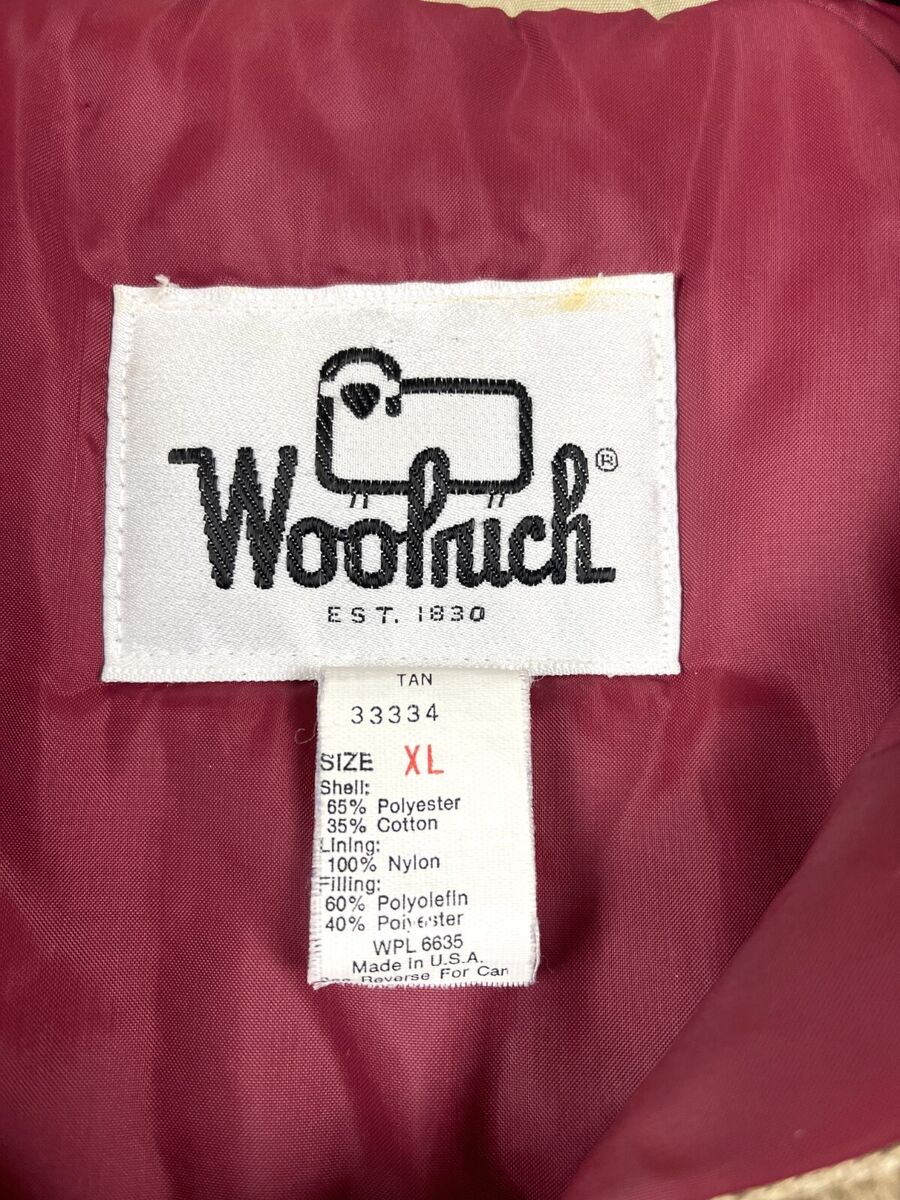 Woolrich®
EST. 1830
TAN
33334
SIZE XL
Shell:
65% Polyester
35% Cotton
Lining:
100% Nylon
Filling:
60% Polyolefin
40% Polyester
WPL 6635
Made in U.S.A.
Reverse For Car